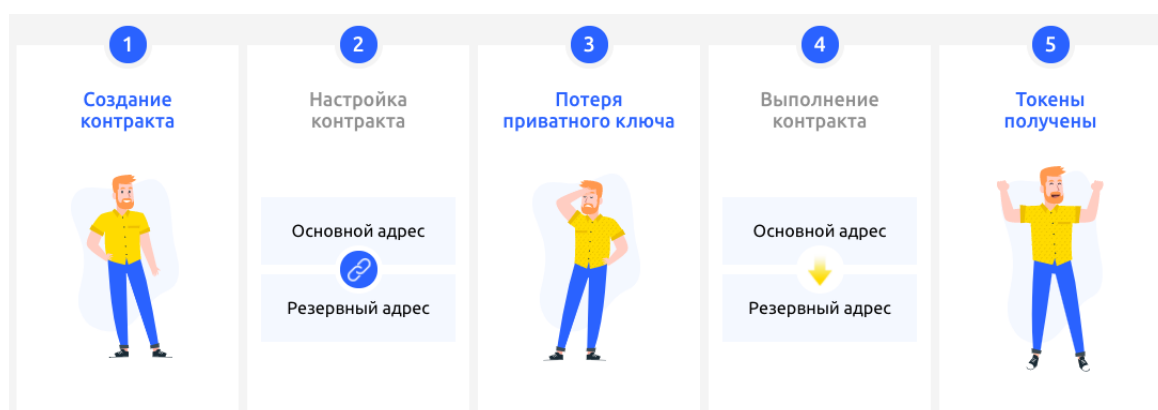 1
Создание
контракта
2
Настройка
контракта
Основной адрес
Резервный адрес
3
Потеря
приватного ключа
4
Выполнение
контракта
Основной адрес
Резервный адрес
5
Токены
получены